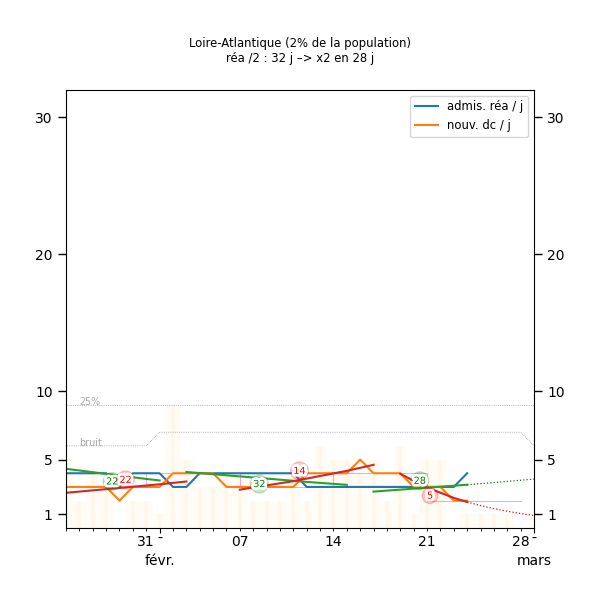 Loire-Atlantique (2% de la population)
réa /2 : 32 j –> x2 en 28 j
admis. réa / j
nouv. dc / j
30 30
20 20
10 10
25%
bruit
5 5
22 22 32 14 28 5
1 1
31 07 14 21 28
févr. mars